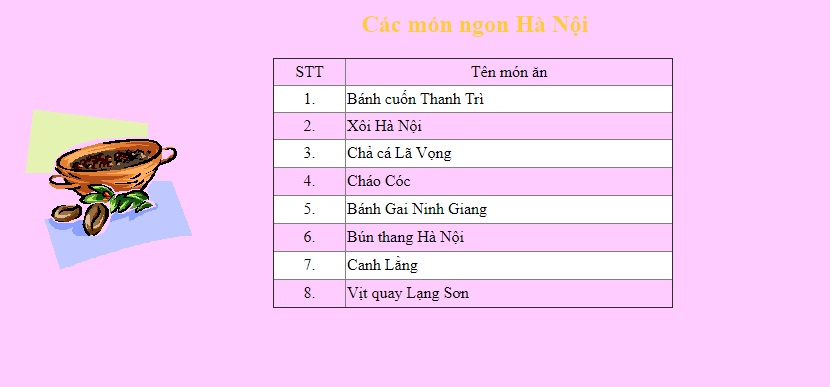 Các món ngon Hà Nội
STT Tên món ăn
1. Bánh cuốn Thanh Trì
2. Xôi Hà Nội
3. Chả cá Lã Vọng
4. Cháo Cóc
5. Bánh Gai Ninh Giang
6. Bún thang Hà Nội
7. Canh Lằng
8. Vịt quay Lạng Sơn